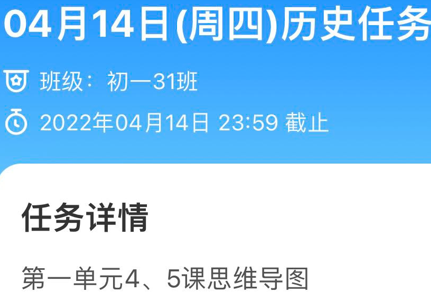 04月14日(周四)历史任务
班级：初一31班
2022年04月14日 23:59 截止
任务详情
第一单元4、5课思维导图